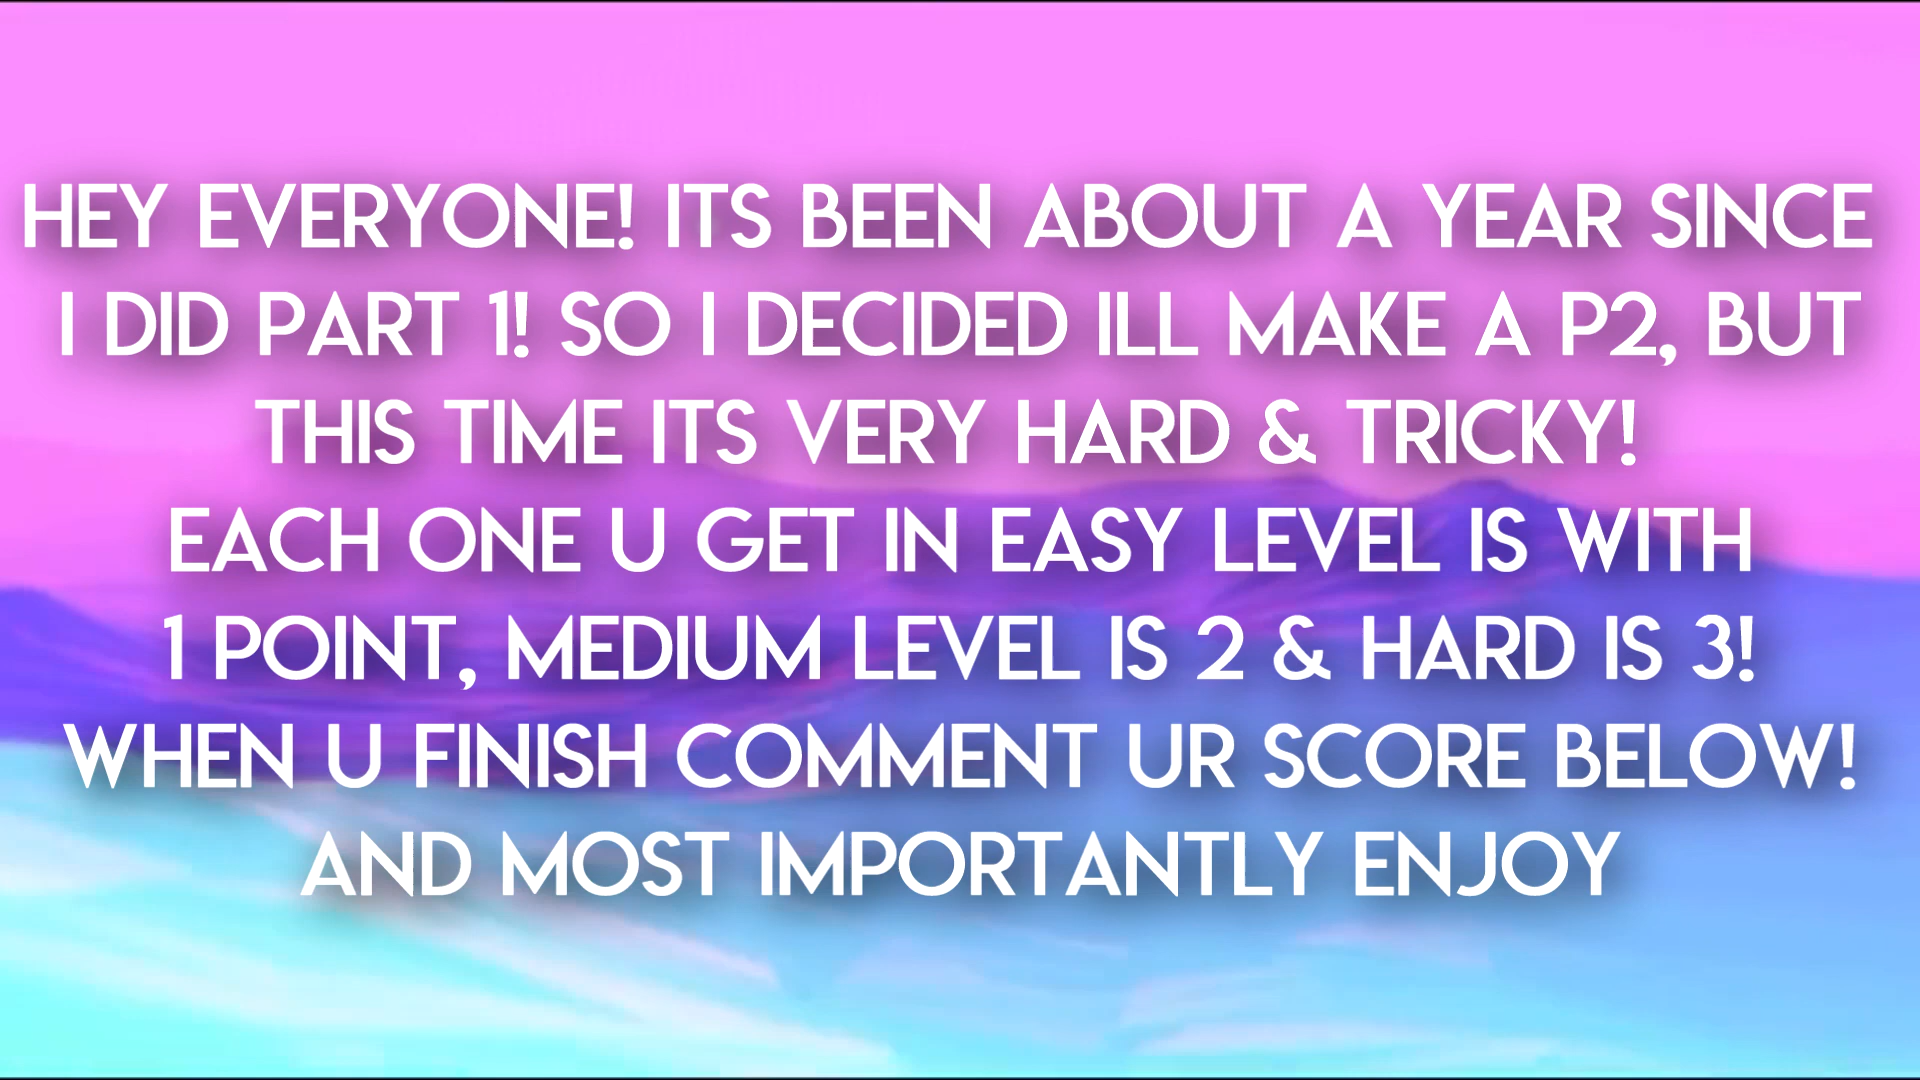 HEY EVERYONE! ITS BEEN ABOUT A YEAR SINCE
I DID PART 1! SO I DECIDED ILL MAKE A P2, BUT
THIS TIME ITS VERY HARD & TRICKY!
EACH ONE U GET IN EASY LEVEL IS WITH
1 POINT, MEDIUM LEVEL IS 2 & HARD IS 3!
WHEN U FINISH COMMENT UR SCORE BELOW!
AND MOST IMPORTANTLY ENJOY